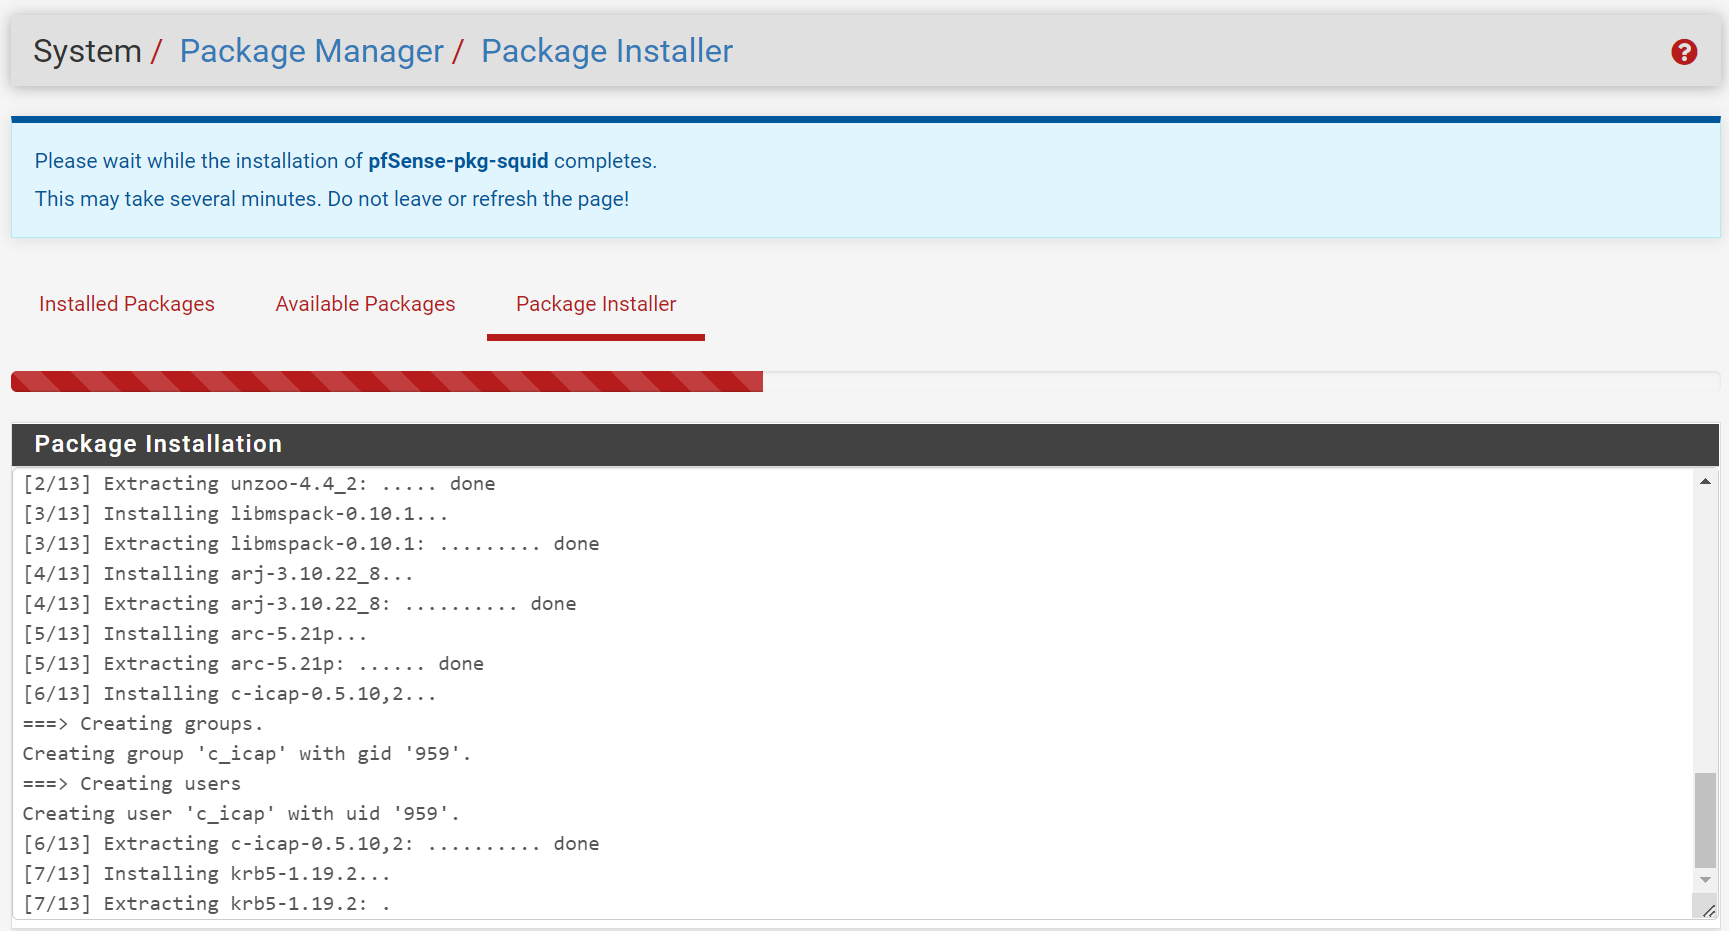 System / Package Manager / Package Installer
Please wait while the installation of pfSense-pkg-squid completes.
This may take several minutes. Do not leave or refresh the page!
Installed Packages Available Packages Package Installer
Package Installation
[2/13] Extracting unzoo-4.4_2: ..... done
[3/13] Installing libmspack-0.10.1...
[3/13] Extracting libmspack-0.10.1: ......... done
[4/13] Installing arj-3.10.22_8...
[4/13] Extracting arj-3.10.22_8: .......... done
[5/13] Installing arc-5.21p...
[5/13] Extracting arc-5.21p: ...... done
[6/13] Installing c-icap-0.5.10,2...
===> Creating groups.
Creating group 'c_icap' with gid '959'.
===> Creating users
Creating user 'c_icap' with uid '959'.
[6/13] Extracting c-icap-0.5.10,2: .......... done
[7/13] Installing krb5-1.19.2...
[7/13] Extracting krb5-1.19.2: .